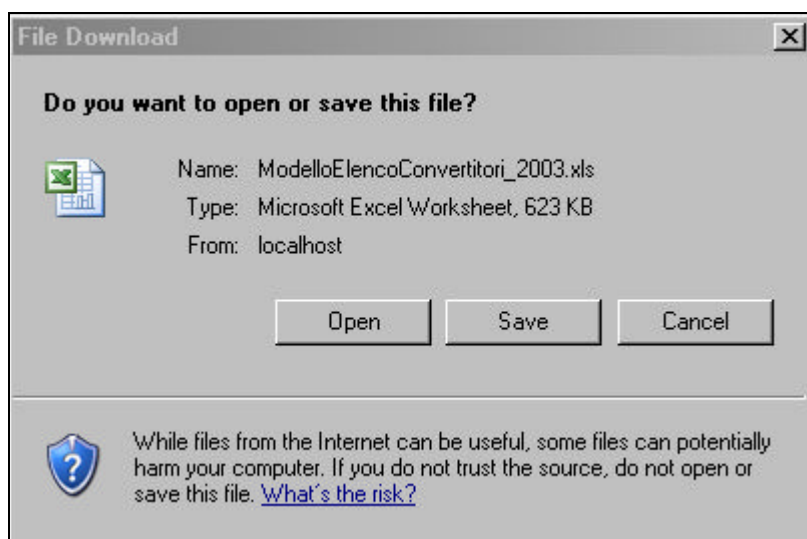 File Download
Do you want to open or save this file?
Name: ModelloElencoConvertitori_2003.xls
Type: Microsoft Excel Worksheet, 623 KB
From: localhost
Open Save Cancel
While files from the Internet can be useful, some files can potentially
harm your computer. If you do not trust the source, do not open or
save this file. What's the risk?